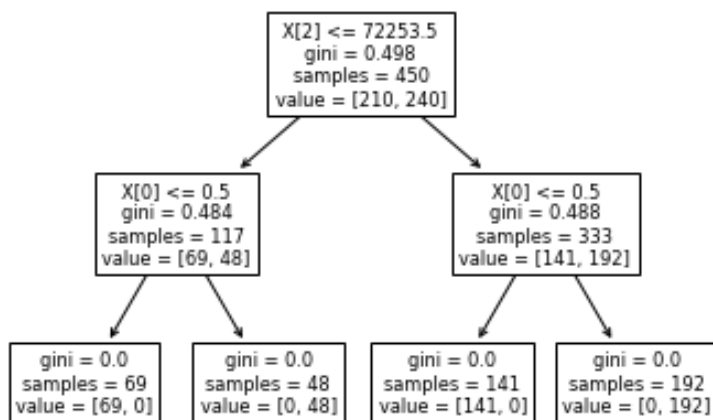 X[2] <= 72253.5
gini = 0.498
samples = 450
value = [210, 240]
X[0] <= 0.5
gini = 0.484
samples = 117
value = [69, 48]
X[0] <= 0.5
gini = 0.488
samples = 333
value = [141, 192]
gini = 0.0
samples = 69
value = [69, 0]
gini = 0.0
samples = 48
value = [0, 48]
gini = 0.0
samples = 141
value = [141, 0]
gini = 0.0
samples = 192
value = [0, 192]